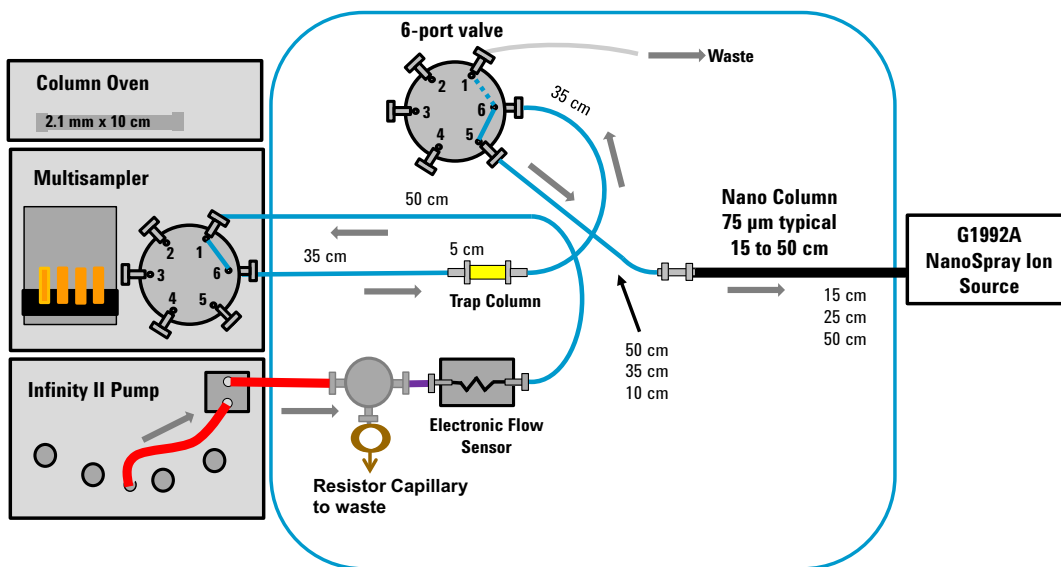 6-port valve
1
2
3
4
5
6
Waste
35 cm
Column Oven
2.1 mm x 10 cm
Multisampler
1
2
3
4
5
6
50 cm
35 cm
5 cm
Trap Column
Nano Column
75 µm typical
15 to 50 cm
G1992A
NanoSpray Ion
Source
15 cm
25 cm
50 cm
50 cm
35 cm
10 cm
Infinity II Pump
Electronic Flow
Sensor
Resistor Capillary
to waste